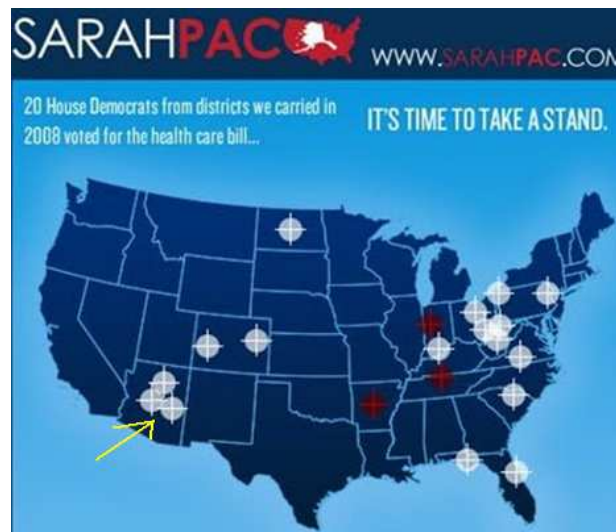 SARAHPAC
WWW.SARAHPAC.COM
20 House Democrats from districts we carried in
2008 voted for the health care bill...
IT'S TIME TO TAKE A STAND.